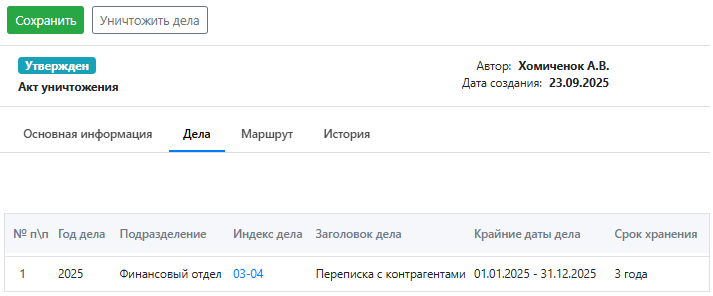 Сохранить Уничтожить дела
Утвержден
Акт уничтожения
Автор: Хомиченок А.В.
Дата создания: 23.09.2025
Основная информация Дела Маршрут История
№ п\п Год дела Подразделение Индекс дела Заголовок дела Крайние даты дела Срок хранения
1 2025 Финансовый отдел 03-04 Переписка с контрагентами 01.01.2025 - 31.12.2025 3 года